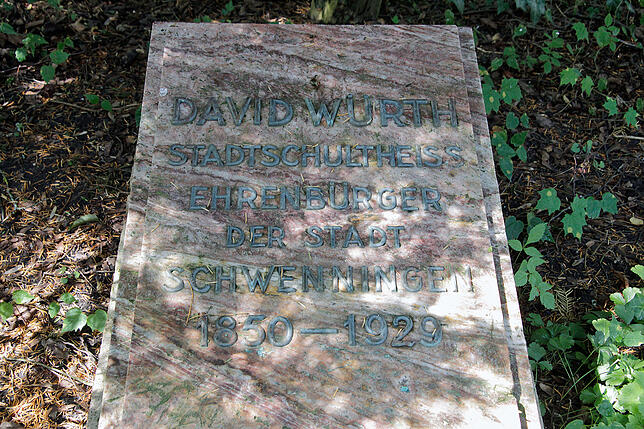 DAVID WÜRTH
STADTSCHULTHEISS
EHRENBÜRGER
DER STADT
SCHWENNINGEN
1850—1929